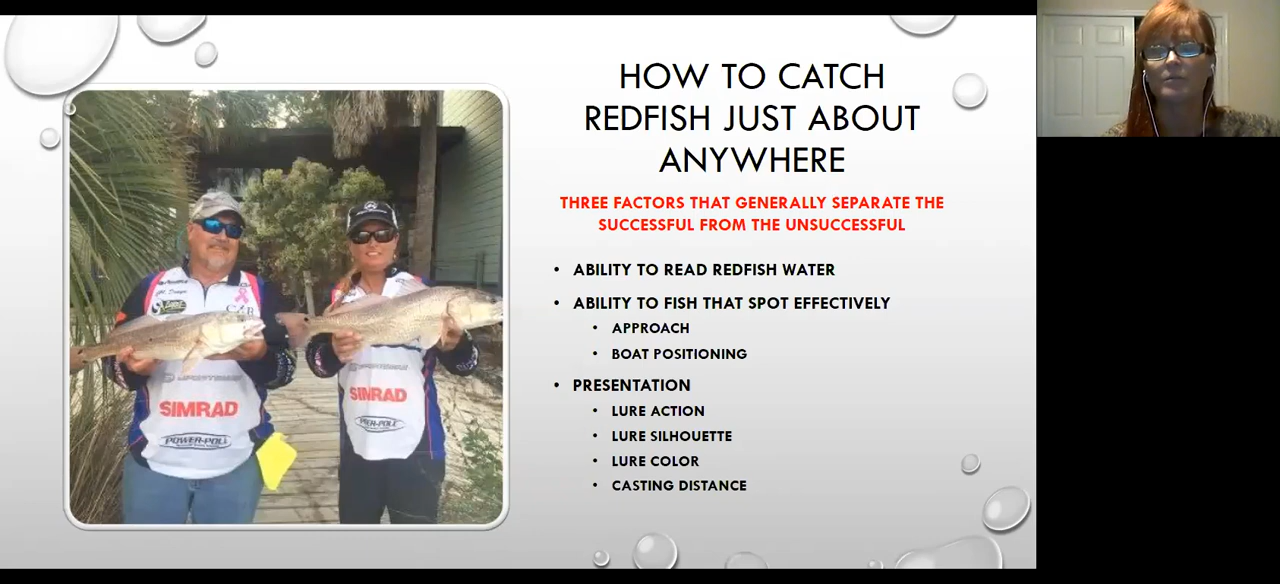 HOW TO CATCH
REDFISH JUST ABOUT
ANYWHERE
THREE FACTORS THAT GENERALLY SEPARATE THE
SUCCESSFUL FROM THE UNSUCCESSFUL
• ABILITY TO READ REDFISH WATER
• ABILITY TO FISH THAT SPOT EFFECTIVELY
• APPROACH
• BOAT POSITIONING
• PRESENTATION
• LURE ACTION
• LURE SILHOUETTE
• LURE COLOR
• CASTING DISTANCE
SIMRAD
POWER-POLE
SIMRAD